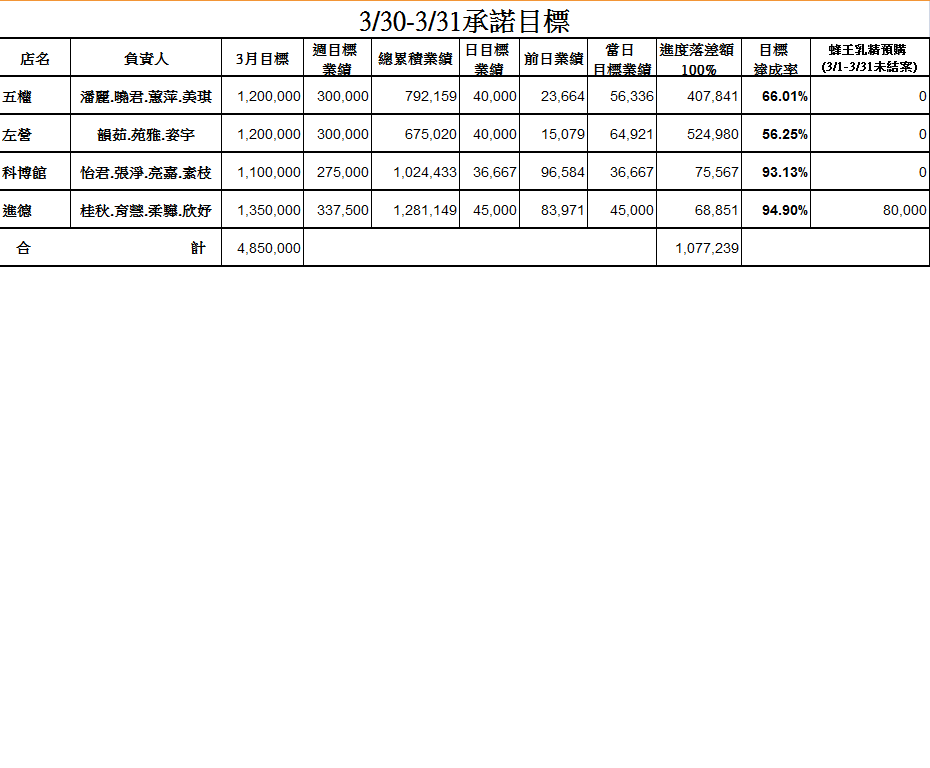 3/30-3/31承諾目標
店名 負責人 3月目標 週目標業績 總累積業績 日目標業績 前日業績 當日目標業績 進度落差額100% 目標達成率 蜂王乳精預購(3/1-3/31未結案)
五權 潘麗.曉君.蕙萍.美琪 1,200,000 300,000 792,159 40,000 23,664 56,336 407,841 66.01% 0
左營 韻茹.苑雅.姿宇 1,200,000 300,000 675,020 40,000 15,079 64,921 524,980 56.25% 0
科博館 怡君.張淨.亮嘉.素枝 1,100,000 275,000 1,024,433 36,667 96,584 36,667 75,567 93.13% 0
進德 桂秋.育慧.柔驊.欣妤 1,350,000 337,500 1,281,149 45,000 83,971 45,000 68,851 94.90% 80,000
合計 4,850,000 1,077,239